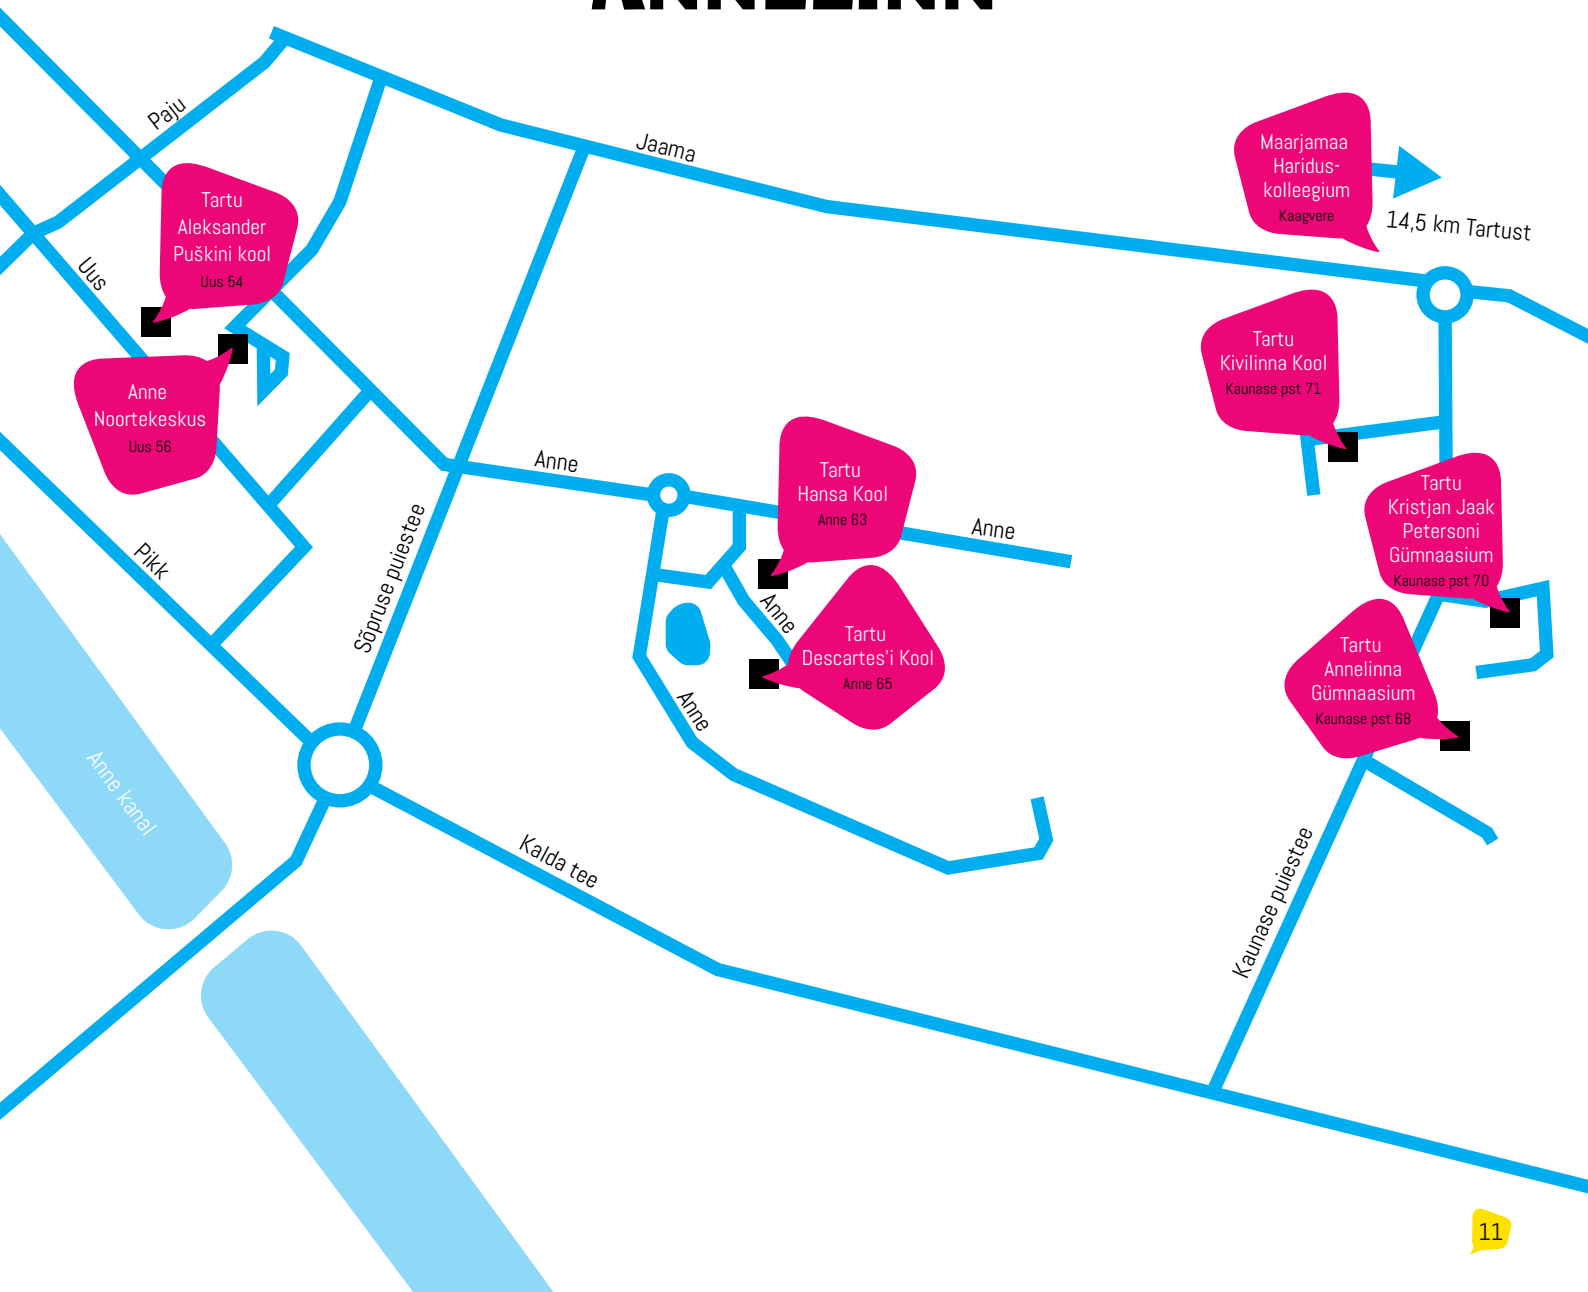 ANNELINN
Paju
Jaama
Maarjamaa
Haridus-
kolleegium
Kaagvere
14,5 km Tartust
Tartu
Aleksander
Puškini kool
Uus 54
Uus
Anne
Noortekeskus
Uus 56
Tartu
Kivilinna Kool
Kaunase pst 71
Anne
Tartu
Hansa Kool
Anne 63
Anne
Tartu
Kristjan Jaak
Petersoni
Gümnaasium
Kaunase pst 70
Pikk
Sõpruse puiestee
Anne
Tartu
Descartes'i Kool
Anne 65
Anne
Tartu
Annelinna
Gümnaasium
Kaunase pst 68
Anne kanal
Kalda tee
Kaunase puiestee
11